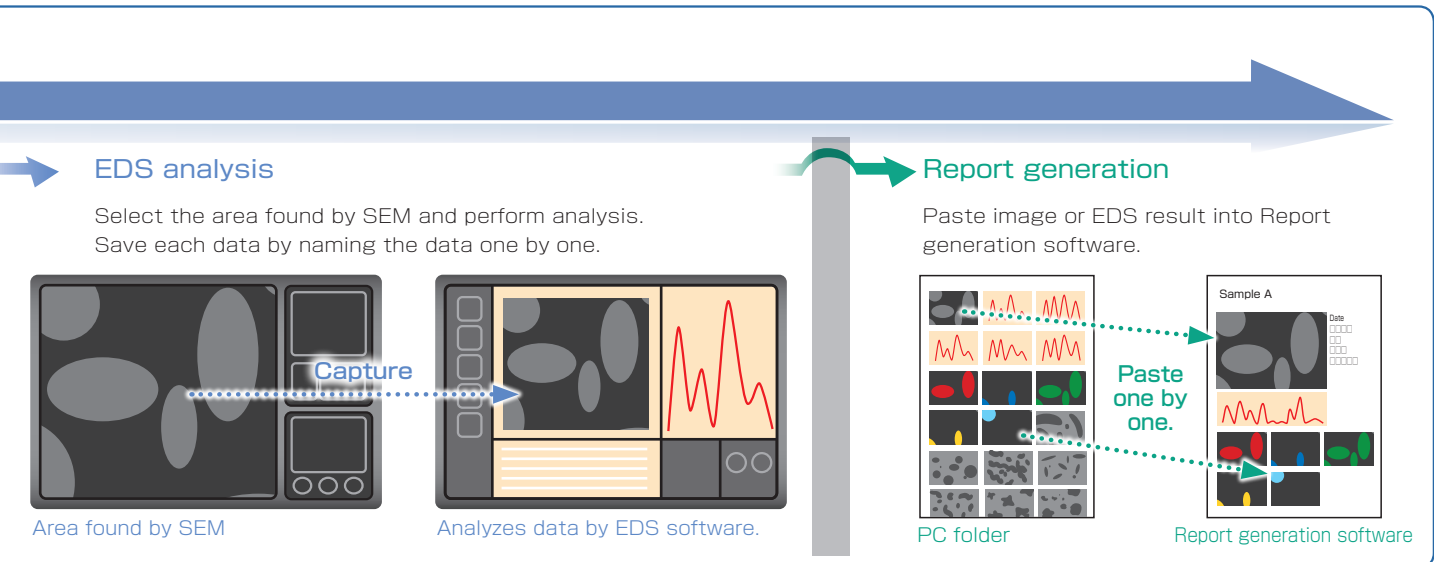 EDS analysis
Select the area found by SEM and perform analysis.
Save each data by naming the data one by one.
Capture
Area found by SEM
Analyzes data by EDS software.
Report generation
Paste image or EDS result into Report
generation software.
Sample A
Date
□□□□
□□
□□□
□□□□□
Paste
one by
one.
PC folder
Report generation software